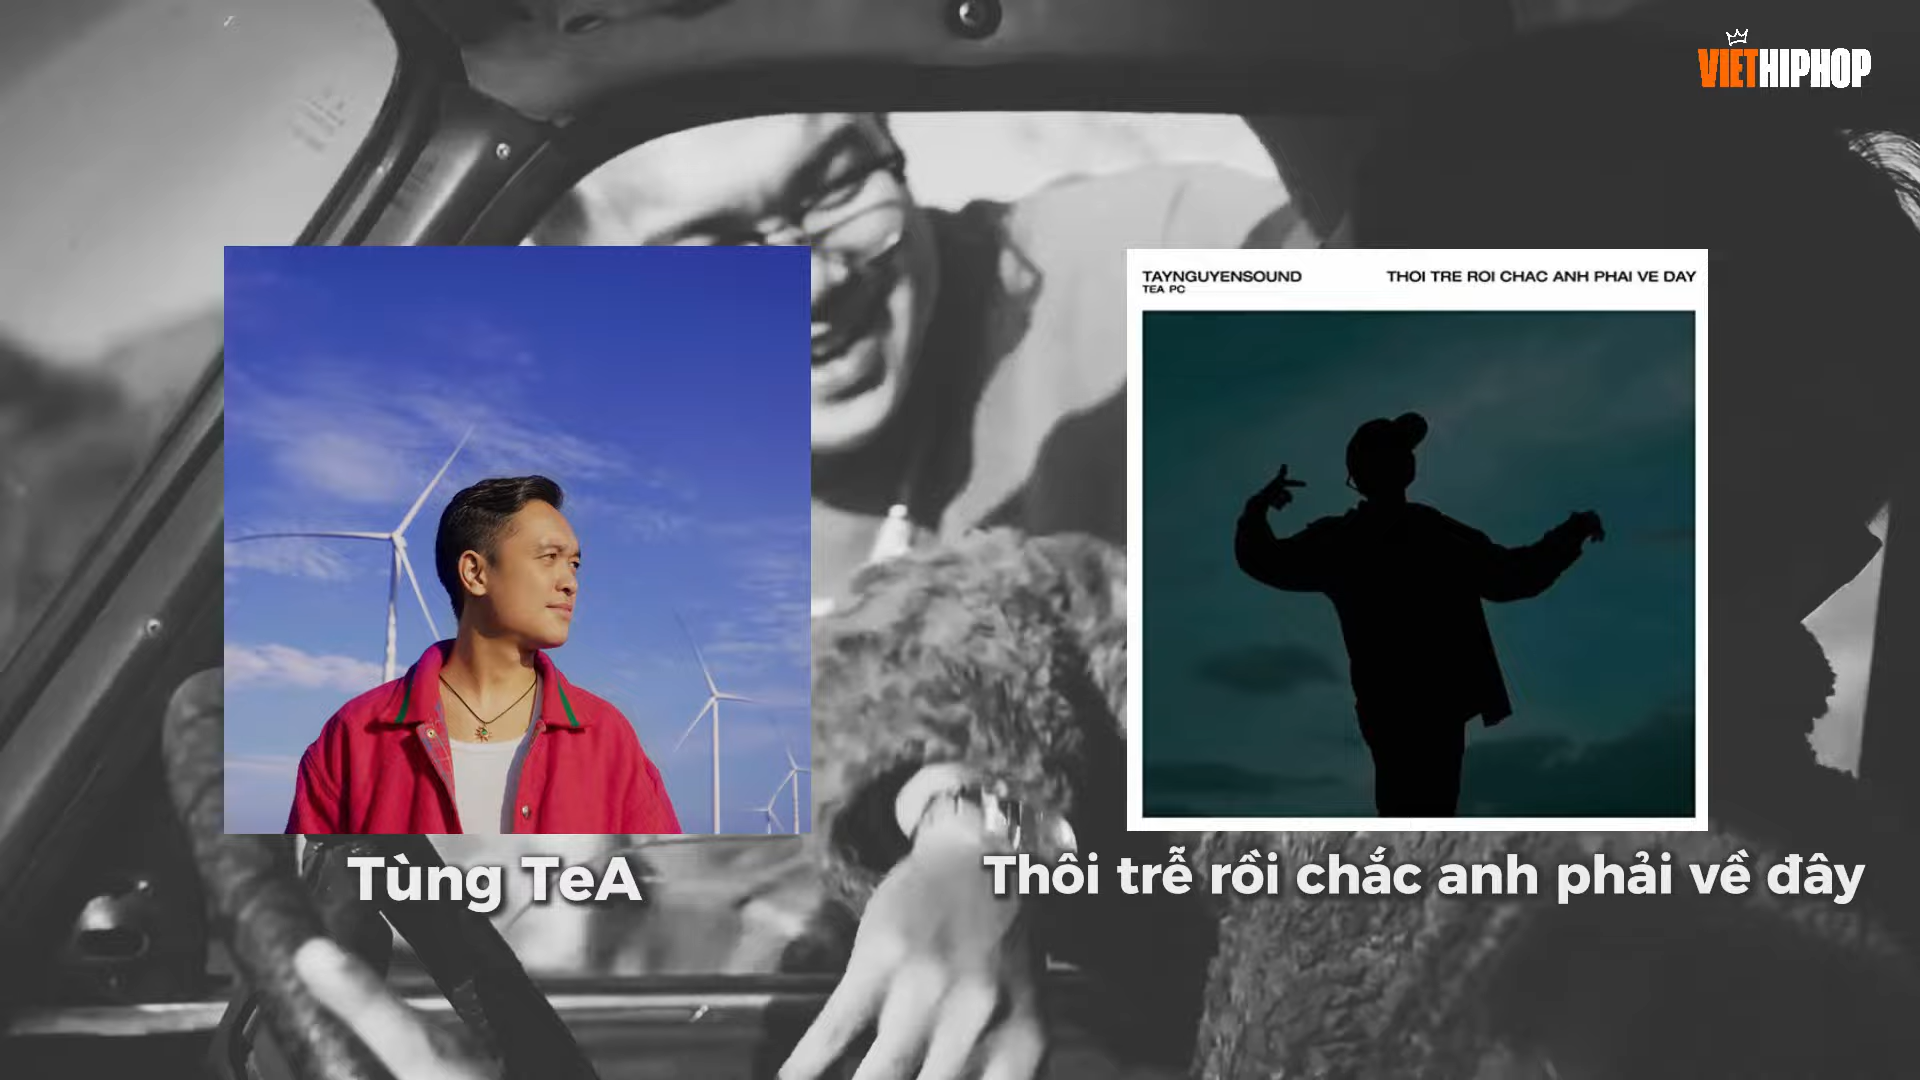 VIETHIPHOP
TAYNGUYENSOUND
TEA PC
THOI TRE ROI CHAC ANH PHAI VE DAY
Tùng TeA
Thôi trễ rồi chắc anh phải về đây